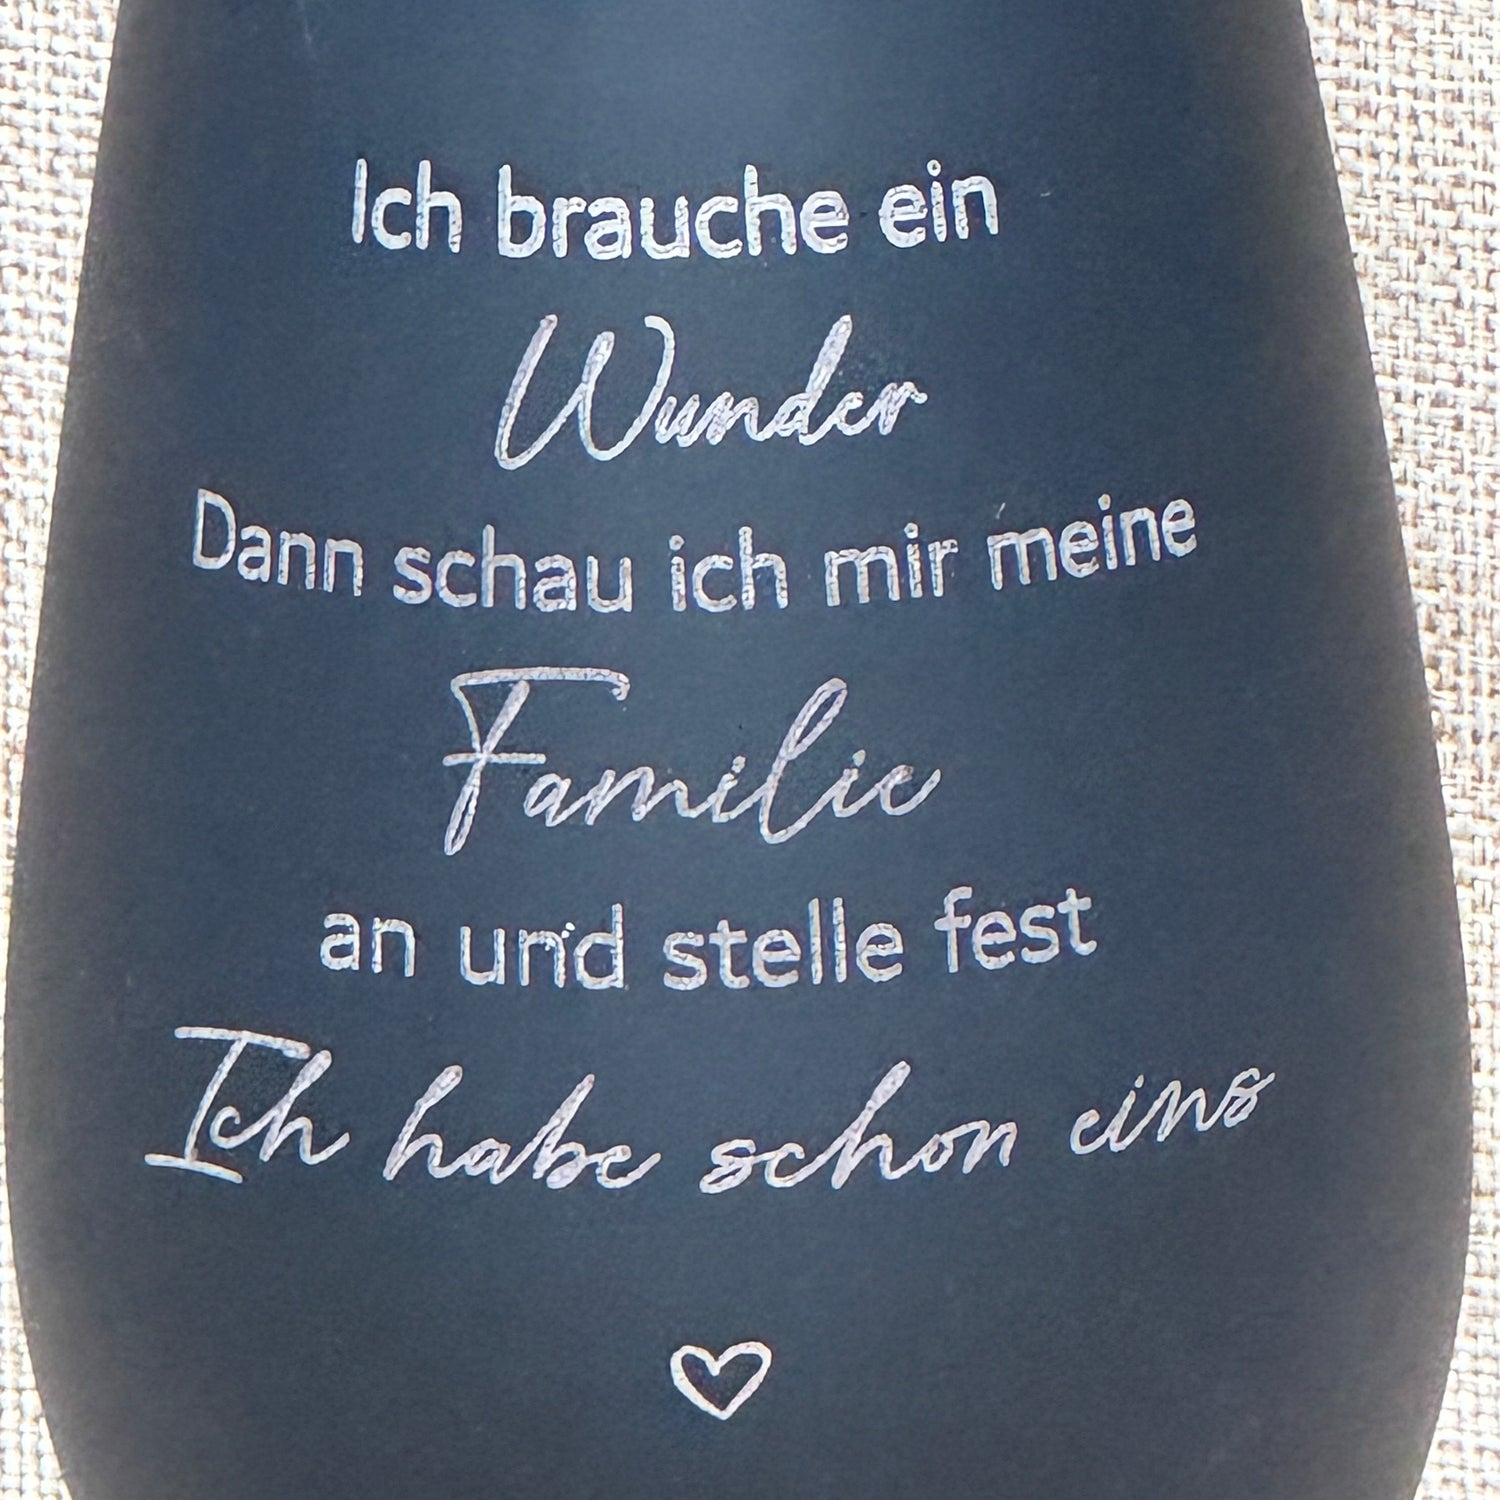 Ich brauche ein
Wunder
Dann schau ich mir meine
Familie
an und stelle fest
Ich habe schon eins